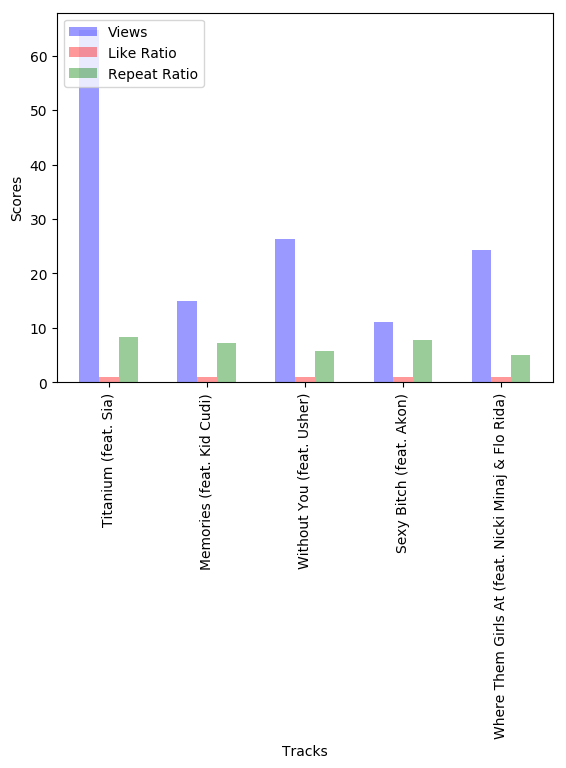 Views
Like Ratio
Repeat Ratio
60
50
40
30
20
10
0
Scores
Titanium (feat. Sia)
Memories (feat. Kid Cudi)
Without You (feat. Usher)
Sexy Bitch (feat. Akon)
Where Them Girls At (feat. Nicki Minaj & Flo Rida)
Tracks